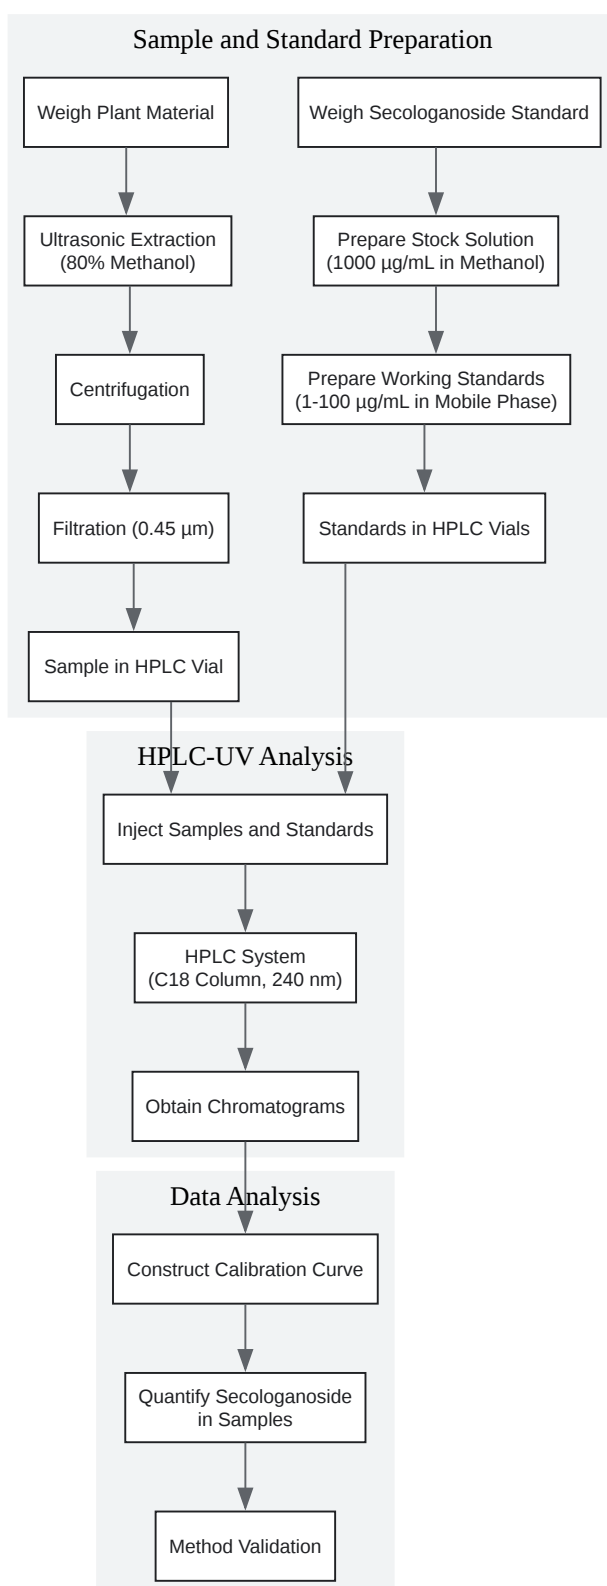 Sample and Standard Preparation
Weigh Plant Material
Weigh Secologanoside Standard
Ultrasonic Extraction
(80% Methanol)
Prepare Stock Solution
(1000 µg/mL in Methanol)
Centrifugation
Prepare Working Standards
(1-100 µg/mL in Mobile Phase)
Filtration (0.45 µm)
Standards in HPLC Vials
Sample in HPLC Vial
HPLC-UV Analysis
Inject Samples and Standards
HPLC System
(C18 Column, 240 nm)
Obtain Chromatograms
Data Analysis
Construct Calibration Curve
Quantify Secologanoside
in Samples
Method Validation